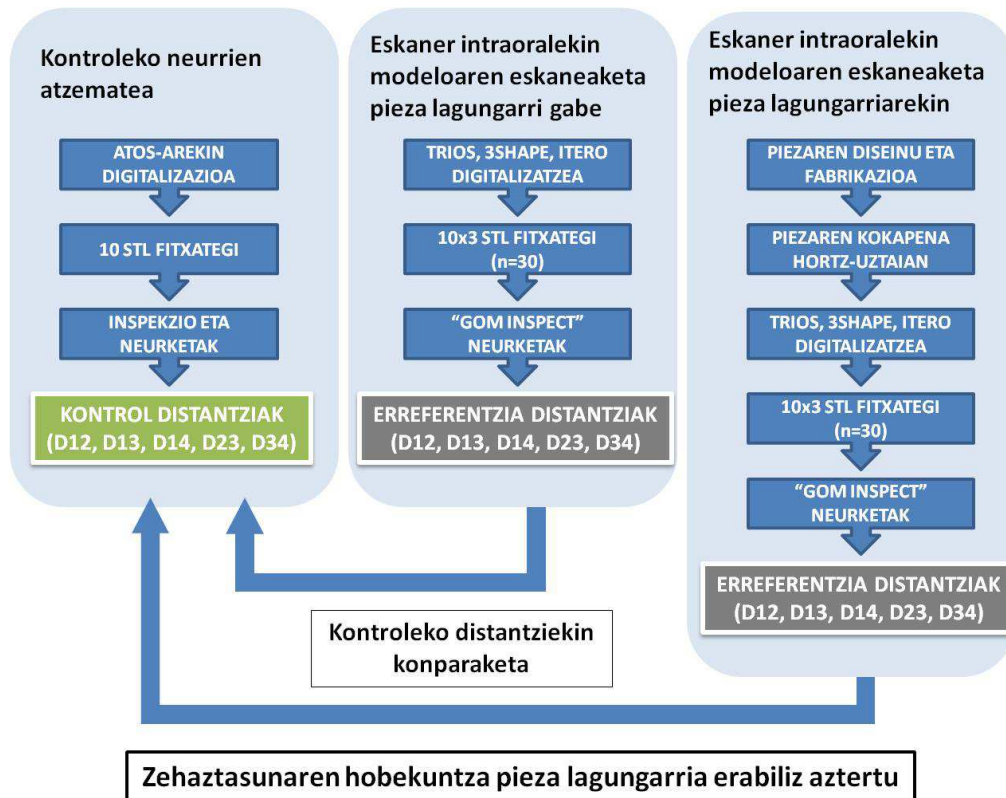 Kontroleko neurrien
atzematea
ATOS-AREKIN
DIGITALIZAZIOA
10 STL FITXATEGI
INSPEKZIO ETA
NEURKETAK
KONTROL DISTANTZIAK
(D12, D13, D14, D23, D34)
Eskaner intraoralekin
modeloaren eskaneaketa
pieza lagungarri gabe
TRIOS, 3SHAPE, ITERO
DIGITALIZATZEA
10x3 STL FITXATEGI
(n=30)
“GOM INSPECT”
NEURKETAK
ERREFERENTZIA DISTANTZIAK
(D12, D13, D14, D23, D34)
Eskaner intraoralekin
modeloaren eskaneaketa
pieza lagungarriarekin
PIEZAREN DISEINU ETA
FABRIKAZIOA
PIEZAREN KOKAPENA
HORTZ-UZTAIAN
TRIOS, 3SHAPE, ITERO
DIGITALIZATZEA
10x3 STL FITXATEGI
(n=30)
“GOM INSPECT”
NEURKETAK
ERREFERENTZIA DISTANTZIAK
(D12, D13, D14, D23, D34)
Kontroleko distantziekin
konparaketa
Zehaztasunaren hobekuntza pieza lagungarria erabiliz aztertu